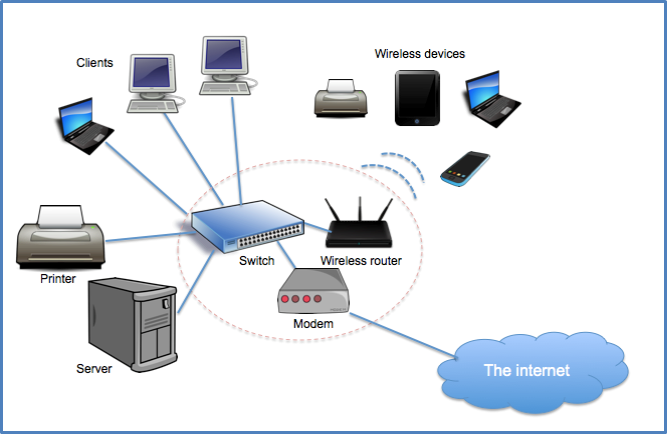 Clients
Wireless devices
Switch
Wireless router
Printer
Modem
Server
The internet